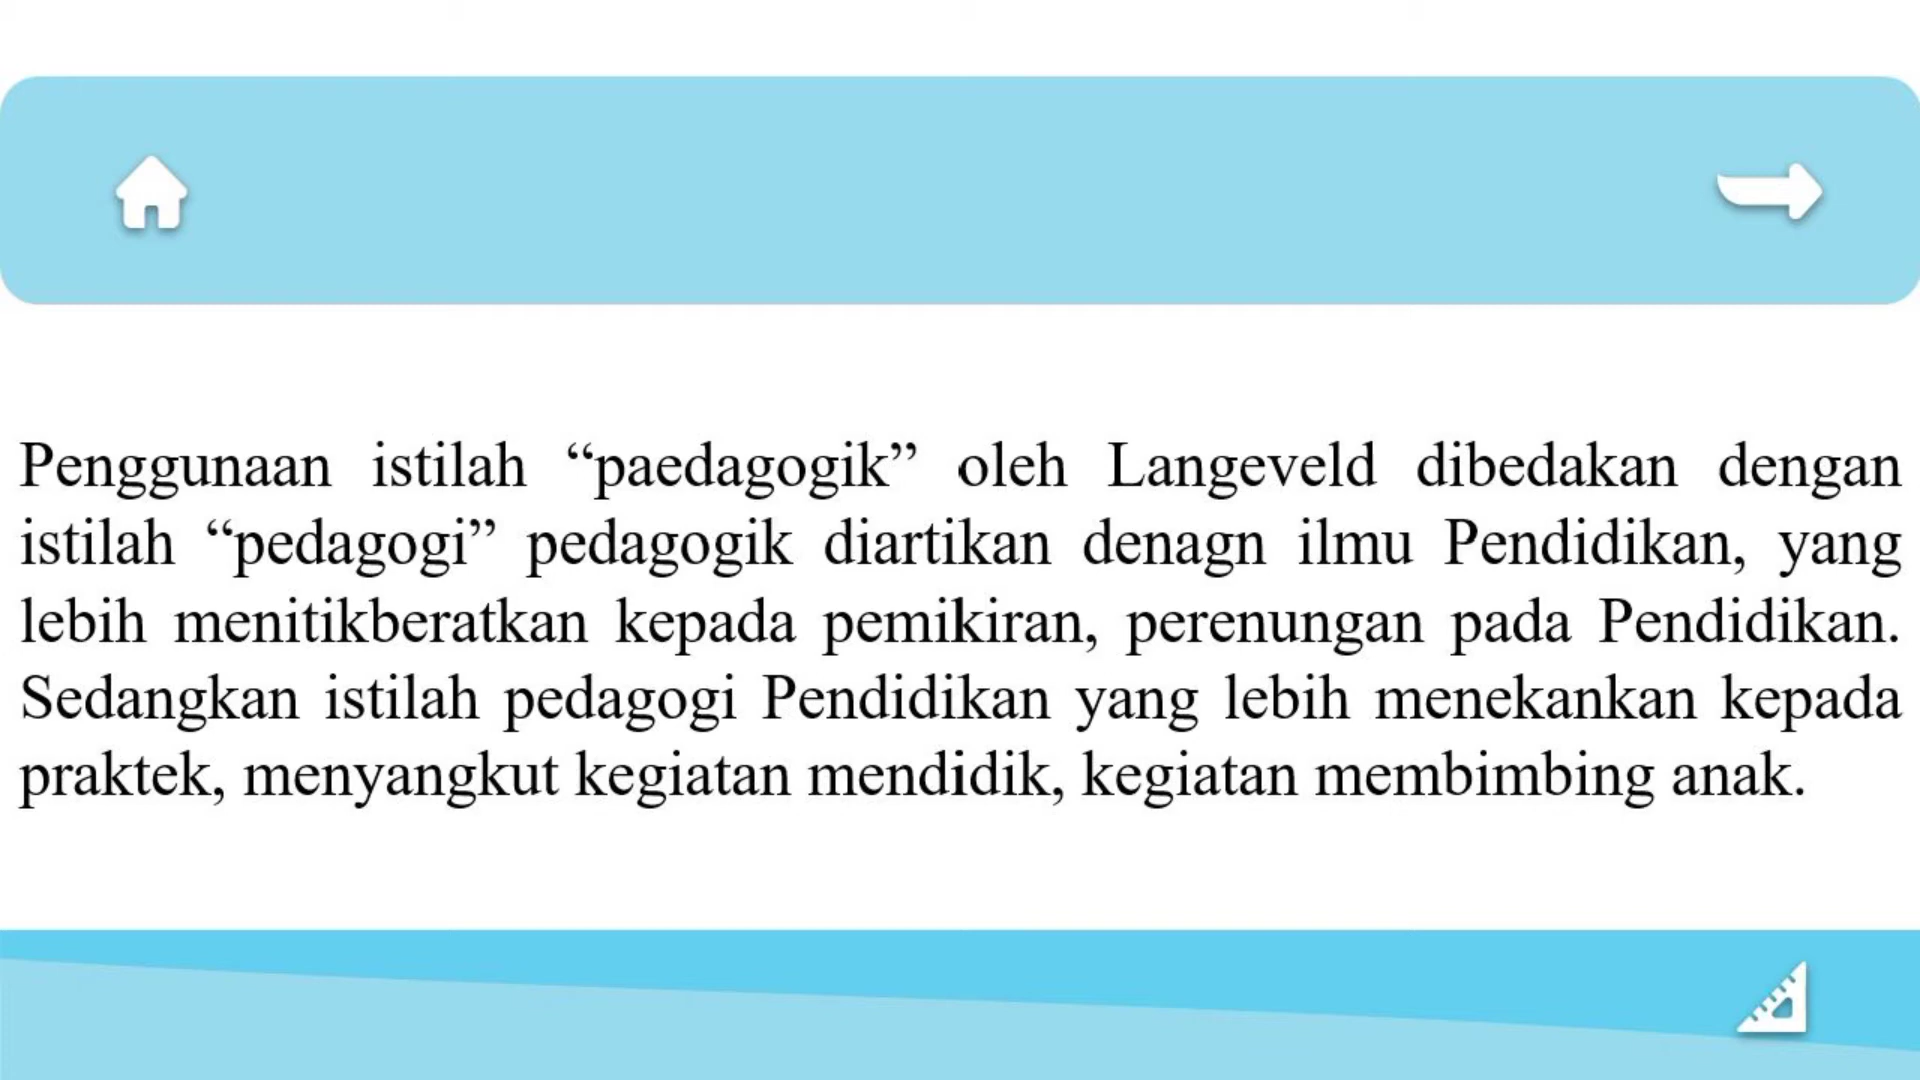 Penggunaan istilah “paedagogik” oleh Langeveld dibedakan dengan
istilah “pedagogi” pedagogik diartikan denagn ilmu Pendidikan, yang
lebih menitikberatkan kepada pemikiran, perenungan pada Pendidikan.
Sedangkan istilah pedagogi Pendidikan yang lebih menekankan kepada
praktek, menyangkut kegiatan mendidik, kegiatan membimbing anak.